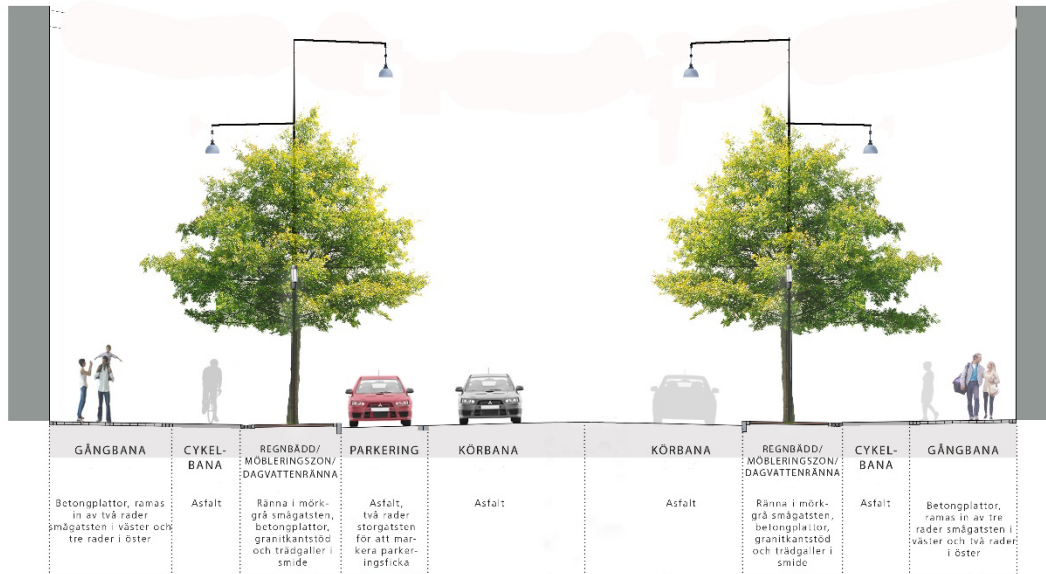 GÅNGBANA
Betongplattor, ramas
in av två rader
smågatsten i väster och
tre rader i öster
CYKEL-
BANA
Asfalt
REGNBÄDD/
MÖBLERINGSZON/
DAGVATTENRÄNNA
Ränna i mörk-
grå smågatsten,
betongplattor,
granitkantstöd
och trädgaller i
smide
PARKERING
Asfalt,
två rader
storgatsten
för att mar-
kera parker-
ingsficka
KÖRBANA
Asfalt
KÖRBANA
Asfalt
REGNBÄDD/
MÖBLERINGSZON/
DAGVATTENRÄNNA
Ränna i mörk-
grå smågatsten,
betongplattor,
granitkantstöd
och trädgaller i
smide
CYKEL-
BANA
Asfalt
GÅNGBANA
Betongplattor,
ramas in av tre
rader smågatsten i
väster och två rader
i öster